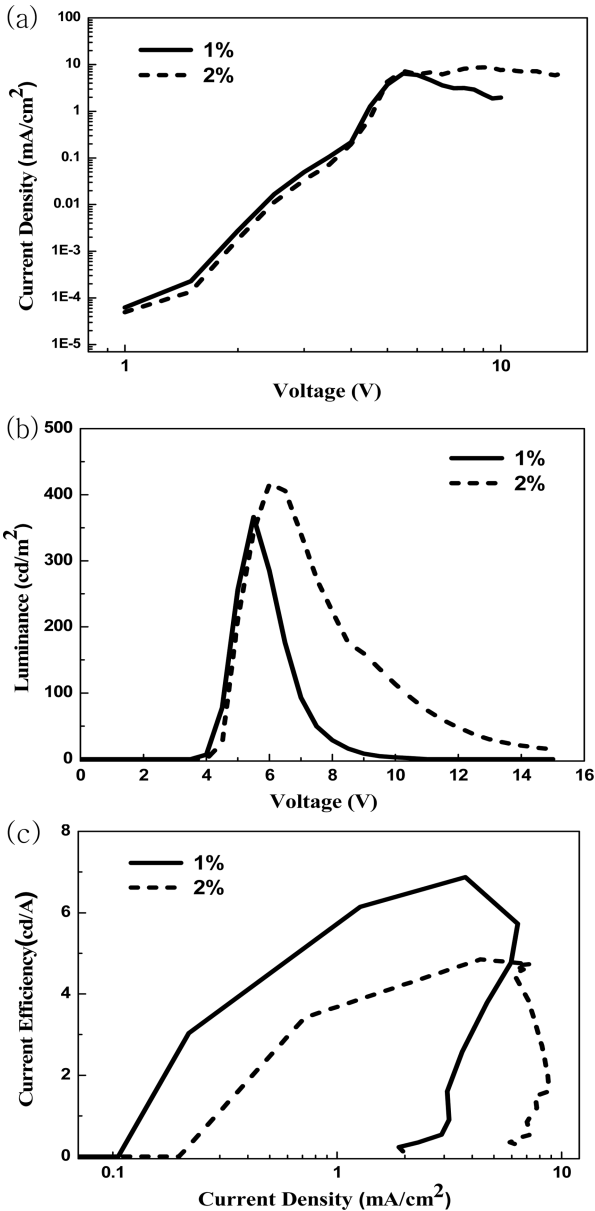 (a)
100
10
1
0.1
0.01
1E-3
1E-4
1E-5
Current Density (mA/cm²)
1%
2%
1 10
Voltage (V)
(b)
500
400
300
200
100
0
Luminance (cd/m²)
1%
2%
0 2 4 6 8 10 12 14 16
Voltage (V)
(c)
8
6
4
2
0
Current Efficiency(cd/A)
1%
2%
0.1 1 10
Current Density (mA/cm²)